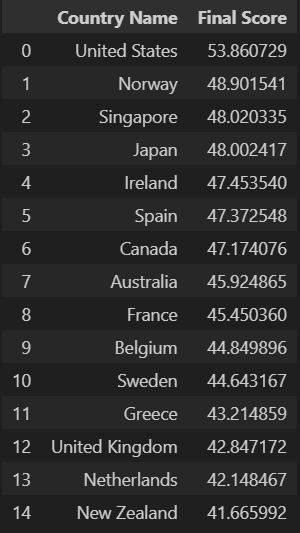 Country Name Final Score
0 United States 53.860729
1 Norway 48.901541
2 Singapore 48.020335
3 Japan 48.002417
4 Ireland 47.453540
5 Spain 47.372548
6 Canada 47.174076
7 Australia 45.924865
8 France 45.450360
9 Belgium 44.849896
10 Sweden 44.643167
11 Greece 43.214859
12 United Kingdom 42.847172
13 Netherlands 42.148467
14 New Zealand 41.665992